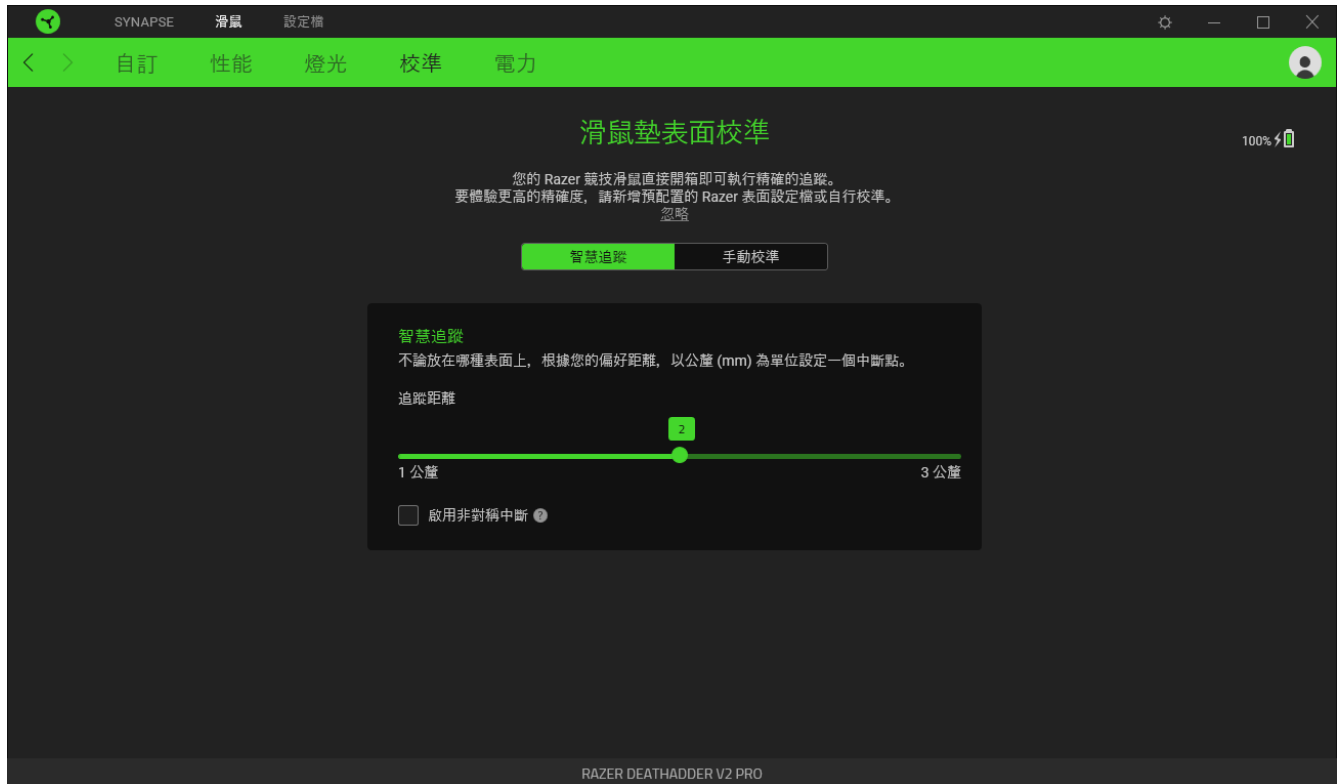 SYNAPSE 滑鼠 設定檔
自訂 性能 燈光 校準 電力
滑鼠墊表面校準
100%
您的 Razer 競技滑鼠直接開箱即可執行精確的追蹤。
要體驗更高的精確度，請新增預配置的 Razer 表面設定檔或自行校準。
忽略
智慧追蹤 手動校準
智慧追蹤
不論放在哪種表面上，根據您的偏好距離，以公釐 (mm) 為單位設定一個中斷點。
追蹤距離
2
1 公釐 3 公釐
啟用非對稱中斷 ?
RAZER DEATHADDER V2 PRO